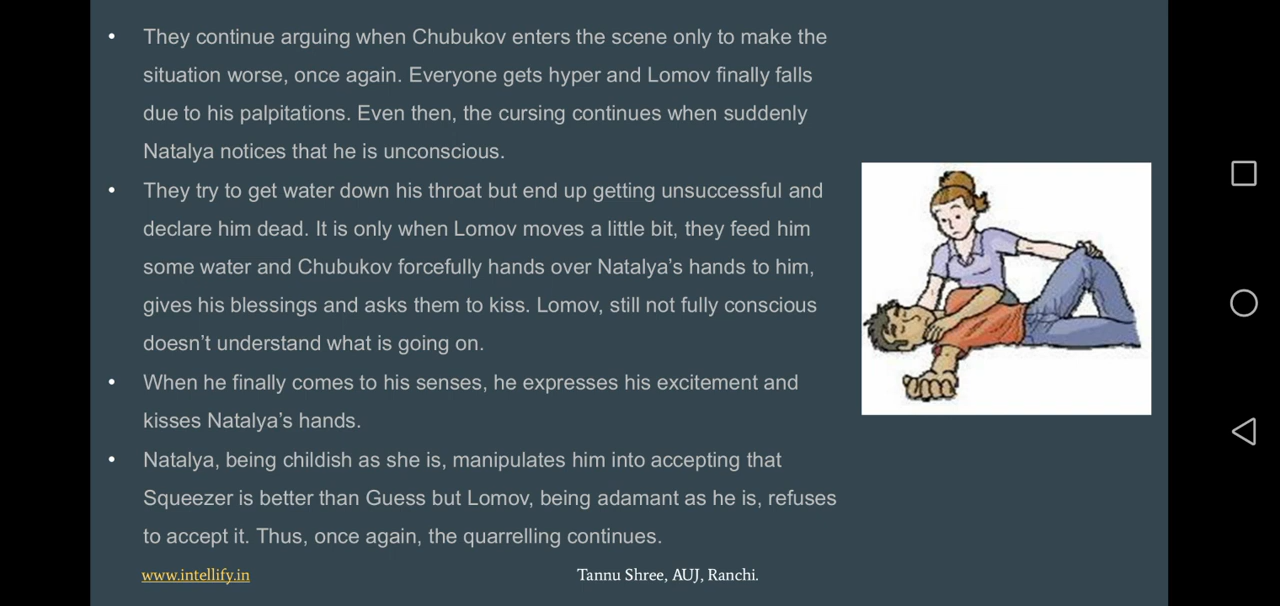 • They continue arguing when Chubukov enters the scene only to make the
situation worse, once again. Everyone gets hyper and Lomov finally falls
due to his palpitations. Even then, the cursing continues when suddenly
Natalya notices that he is unconscious.
• They try to get water down his throat but end up getting unsuccessful and
declare him dead. It is only when Lomov moves a little bit, they feed him
some water and Chubukov forcefully hands over Natalya’s hands to him,
gives his blessings and asks them to kiss. Lomov, still not fully conscious
doesn’t understand what is going on.
• When he finally comes to his senses, he expresses his excitement and
kisses Natalya’s hands.
• Natalya, being childish as she is, manipulates him into accepting that
Squeezer is better than Guess but Lomov, being adamant as he is, refuses
to accept it. Thus, once again, the quarrelling continues.
www.intellify.in
Tannu Shree, AUJ, Ranchi.